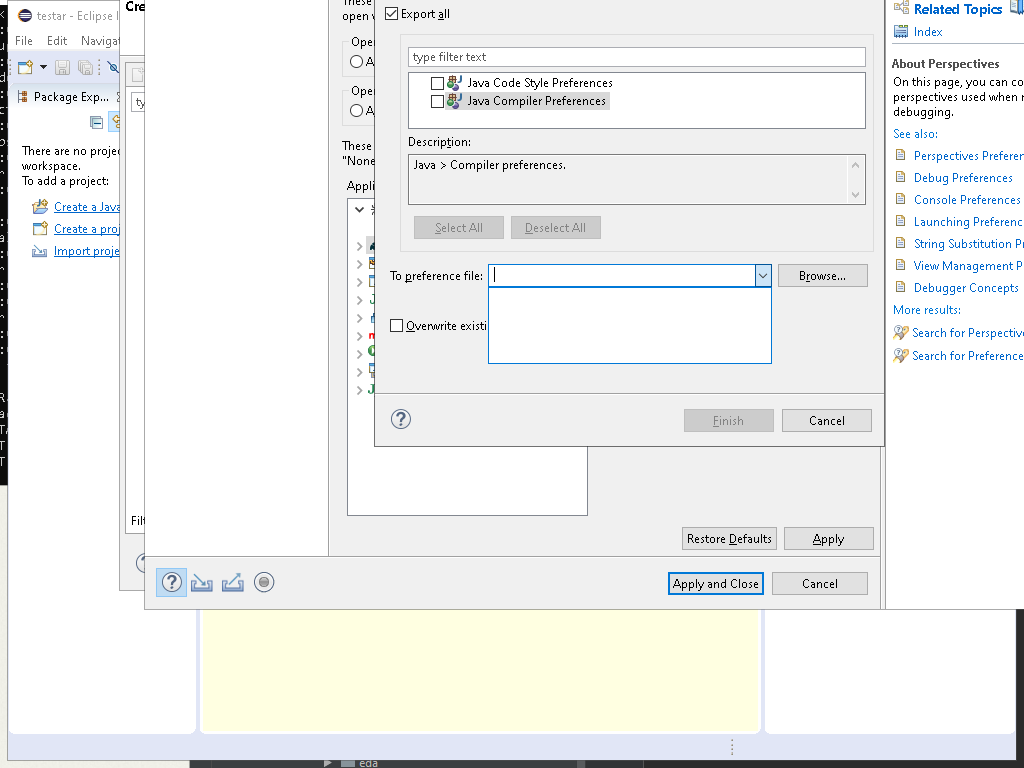 testar - Eclipse
File Edit Navigat
Package Exp...
There are no proje
workspace.
To add a project:
Create a Java
Create a proj
Import proje
Cre
ty
Filt
These
open
Ope
A
Ope
A
These
"None
Appli
Export all
type filter text
Java Code Style Preferences
Java Compiler Preferences
Description:
Java > Compiler preferences.
Select All Deselect All
To preference file:
Browse...
Overwrite existi
Finish Cancel
Restore Defaults Apply
Apply and Close Cancel
Related Topics
Index
About Perspectives
On this page, you can co
perspectives used when
debugging.
See also:
Perspectives Preferen
Debug Preferences
Console Preferences
Launching Preferenc
String Substitution P
View Management P
Debugger Concepts
More results:
Search for Perspectiv
Search for Preference
eda